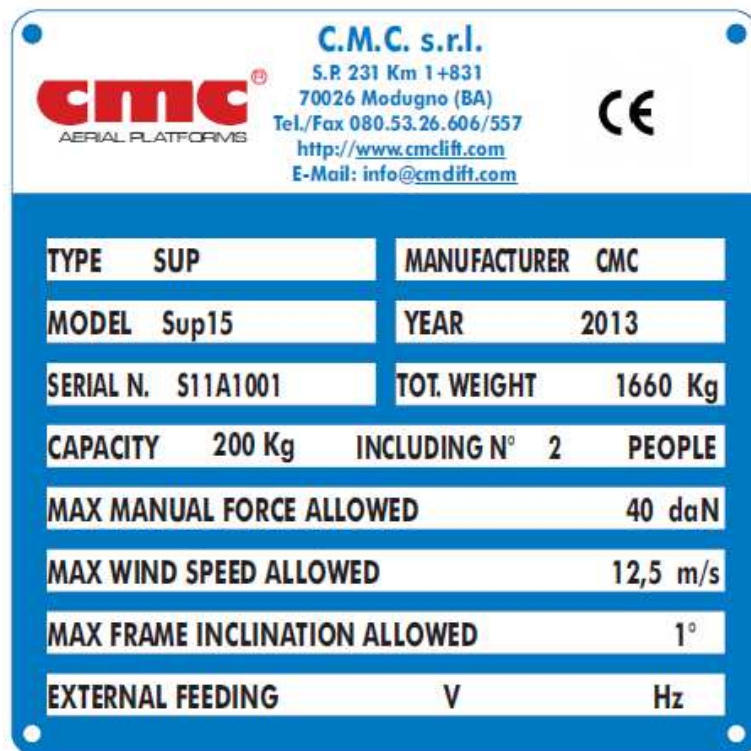 C.M.C. s.r.l.
S.P. 231 Km 1+831
70026 Modugno (BA)
Tel./Fax 080.53.26.606/557
http://www.cmclift.com
E-Mail: info@cmdift.com
cmc®
AERIAL PLATFORMS
CE
TYPE SUP
MANUFACTURER CMC
MODEL Sup15
YEAR 2013
SERIAL N. S11A1001
TOT. WEIGHT 1660 Kg
CAPACITY 200 Kg INCLUDING N° 2 PEOPLE
MAX MANUAL FORCE ALLOWED 40 daN
MAX WIND SPEED ALLOWED 12,5 m/s
MAX FRAME INCLINATION ALLOWED 1°
EXTERNAL FEEDING V Hz